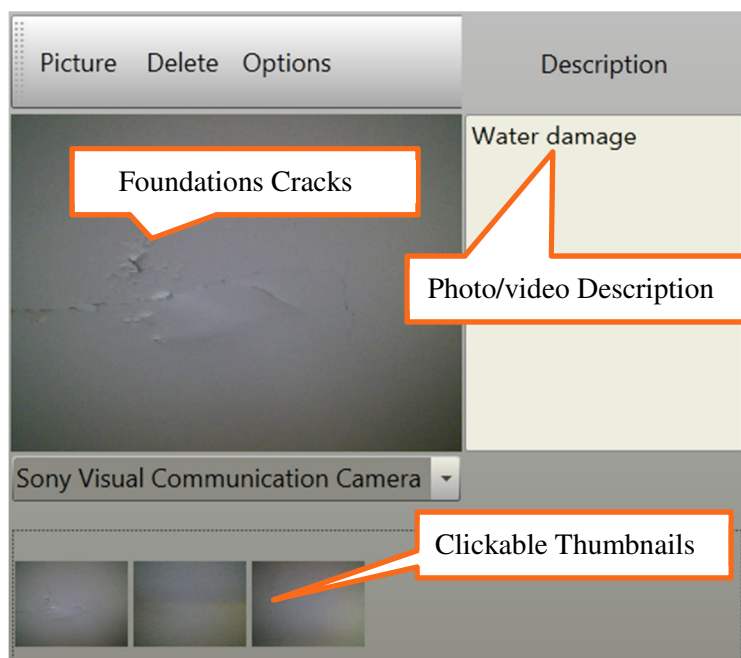 Picture Delete Options
Description
Water damage
Foundations Cracks
Photo/video Description
Sony Visual Communication Camera
Clickable Thumbnails